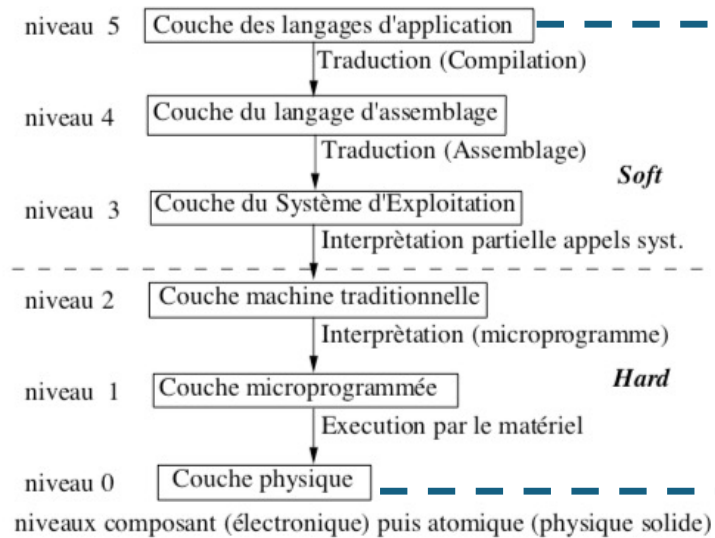 niveau 5 Couche des langages d'application
Traduction (Compilation)
niveau 4 Couche du langage d'assemblage
Traduction (Assemblage)
Soft
niveau 3 Couche du Système d'Exploitation
Interprètation partielle appels syst.
niveau 2 Couche machine traditionnelle
Interprètation (microprogramme)
Hard
niveau 1 Couche microprogrammée
Execution par le matériel
niveau 0 Couche physique
niveaux composant (électronique) puis atomique (physique solide)